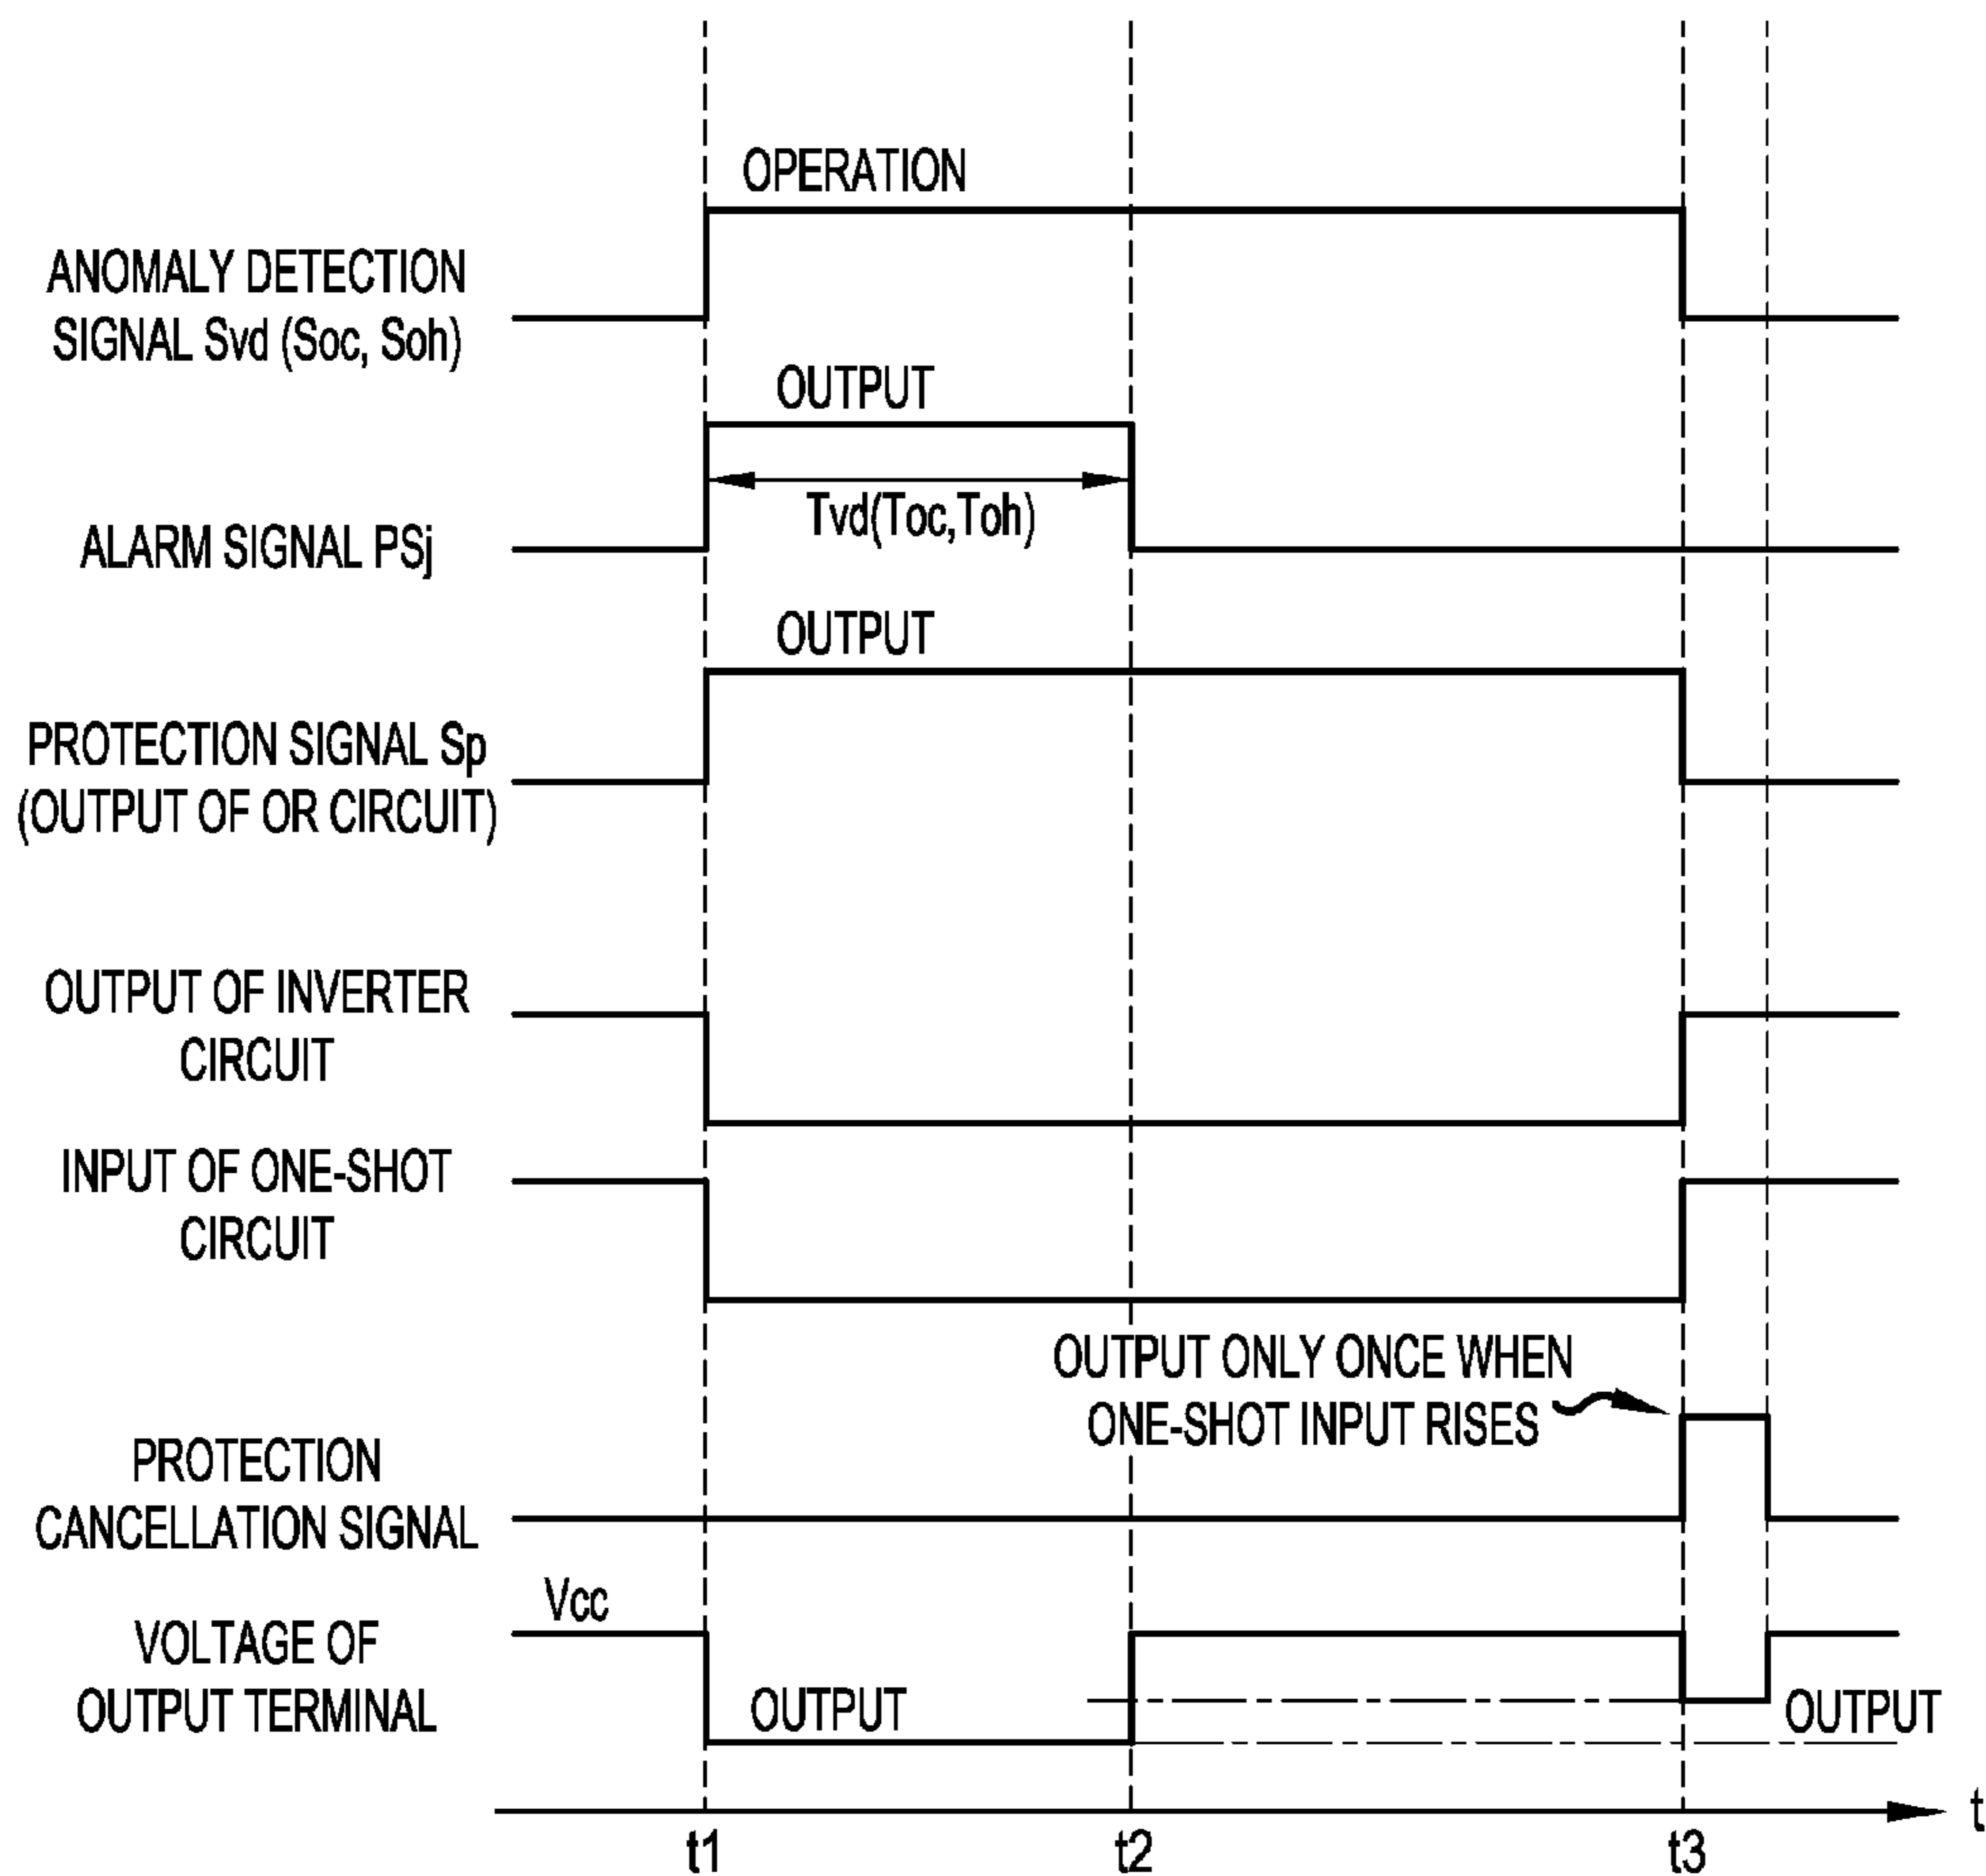 OPERATION
ANOMALY DETECTION
SIGNAL Svd (Soc, Soh)
OUTPUT
Tvd(Toc,Toh)
ALARM SIGNAL PSj
OUTPUT
PROTECTION SIGNAL Sp
(OUTPUT OF OR CIRCUIT)
OUTPUT OF INVERTER
CIRCUIT
INPUT OF ONE-SHOT
CIRCUIT
OUTPUT ONLY ONCE WHEN
ONE-SHOT INPUT RISES
PROTECTION
CANCELLATION SIGNAL
Vcc
VOLTAGE OF
OUTPUT TERMINAL
OUTPUT
OUTPUT
t
t1
t2
t3